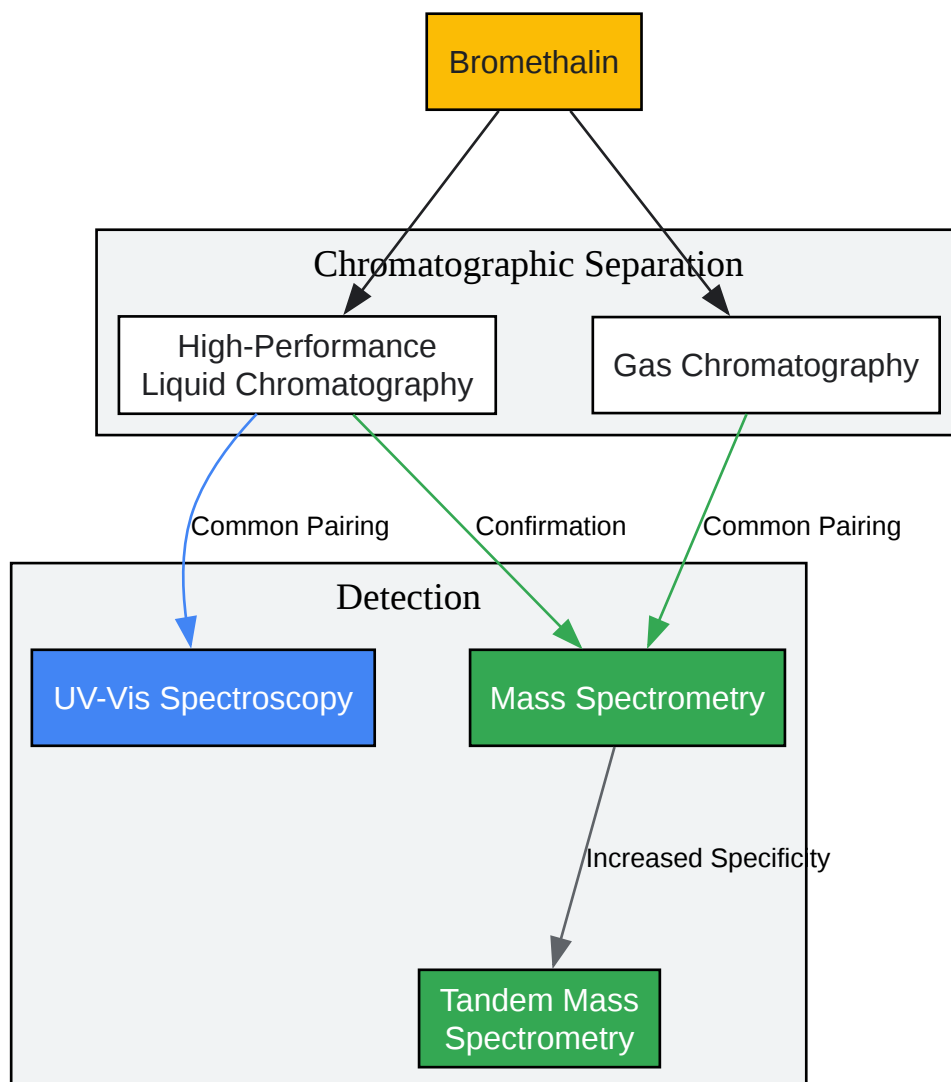 Bromethalin
Chromatographic Separation
High-Performance
Liquid Chromatography
Gas Chromatography
Common Pairing
Confirmation
Common Pairing
Detection
UV-Vis Spectroscopy
Mass Spectrometry
Increased Specificity
Tandem Mass
Spectrometry